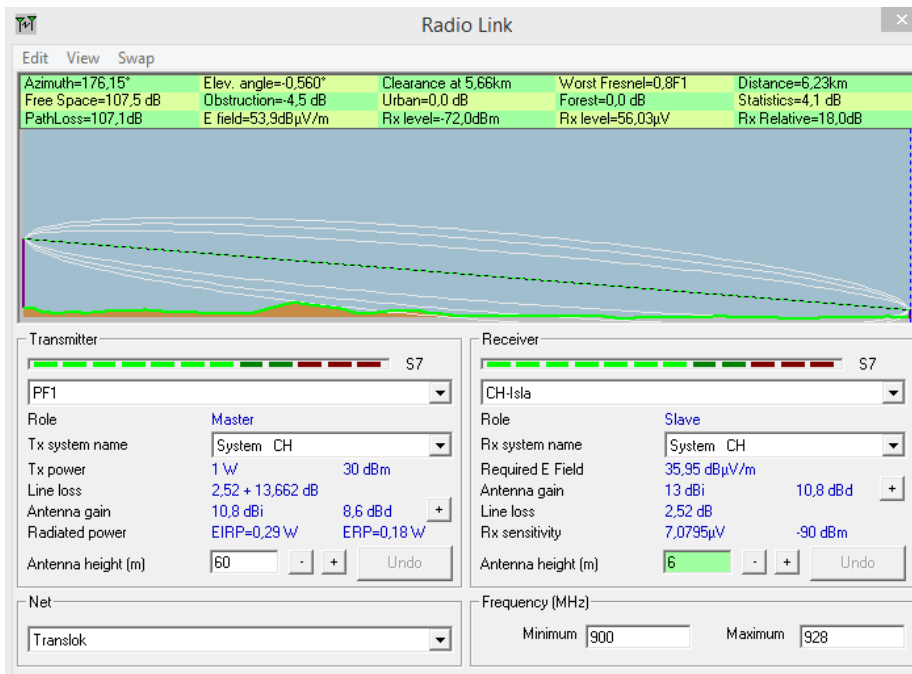 Radio Link
Edit View Swap
Azimuth=176,15° Elev. angle=-0,560° Clearance at 5,66km Worst Fresnel=0,8F1 Distance=6,23km
Free Space=107,5 dB Obstruction=-4,5 dB Urban=0,0 dB Forest=0,0 dB Statistics=4,1 dB
PathLoss=107,1dB E field=53,9dBµV/m Rx level=-72,0dBm Rx level=56,03µV Rx Relative=18,0dB
Transmitter
S7
PF1
Role Master
Tx system name System CH
Tx power 1 W 30 dBm
Line loss 2,52 + 13,662 dB
Antenna gain 10,8 dBi 8,6 dBd +
Radiated power EIRP=0,29 W ERP=0,18 W
Antenna height (m) 60 - + Undo
Receiver
S7
CH-Isla
Role Slave
Rx system name System CH
Required E Field 35,95 dBµV/m
Antenna gain 13 dBi 10,8 dBd +
Line loss 2,52 dB
Rx sensitivity 7,0795µV -90 dBm
Antenna height (m) 6 - + Undo
Net
Translok
Frequency (MHz)
Minimum 900 Maximum 928